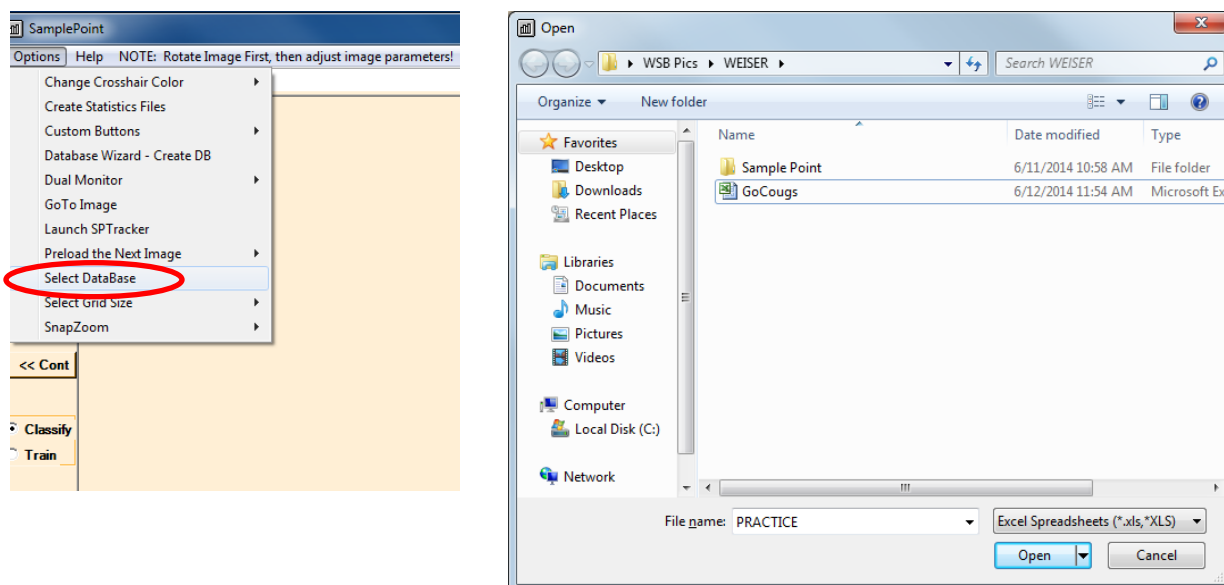 SamplePoint
Options Help NOTE: Rotate Image First, then adjust image parameters!
Change Crosshair Color
Create Statistics Files
Custom Buttons
Database Wizard - Create DB
Dual Monitor
GoTo Image
Launch SPTracker
Preload the Next Image
Select DataBase
Select Grid Size
SnapZoom
<< Cont
Classify
Train
Open
WSB Pics WEISER
Search WEISER
Organize New folder
Favorites
Desktop
Downloads
Recent Places
Libraries
Documents
Music
Pictures
Videos
Computer
Local Disk (C:)
Network
Name Date modified Type
Sample Point 6/11/2014 10:58 AM File folder
GoCougs 6/12/2014 11:54 AM Microsoft Ex
File name: PRACTICE
Excel Spreadsheets (*.xls,*XLS)
Open Cancel